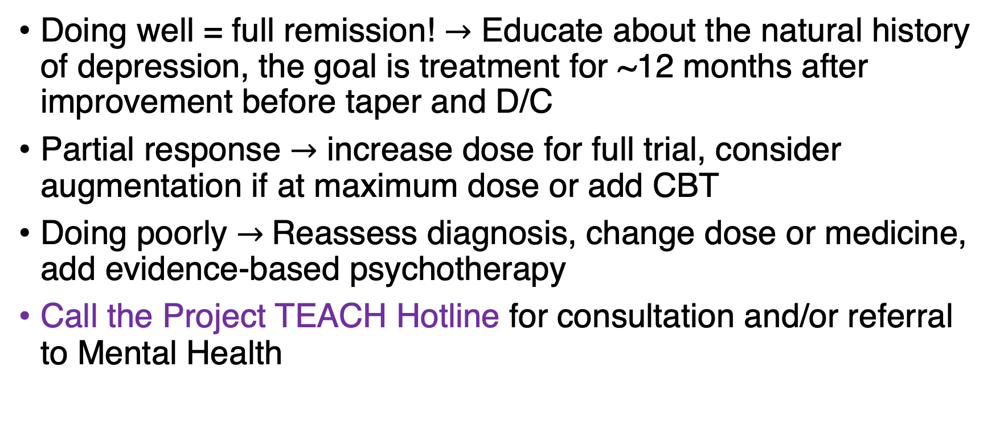 • Doing well = full remission! → Educate about the natural history
of depression, the goal is treatment for ~12 months after
improvement before taper and D/C
• Partial response → increase dose for full trial, consider
augmentation if at maximum dose or add CBT
• Doing poorly → Reassess diagnosis, change dose or medicine,
add evidence-based psychotherapy
• Call the Project TEACH Hotline for consultation and/or referral
to Mental Health